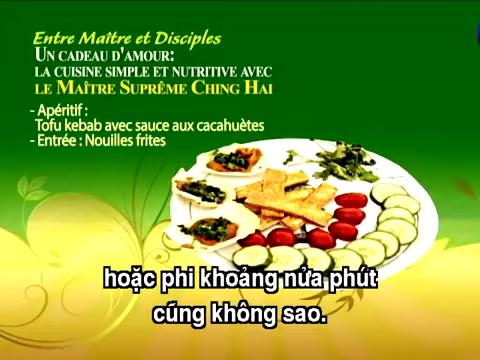 Entre Maître et Disciples
UN CADEAU D'AMOUR:
LA CUISINE SIMPLE ET NUTRITIVE AVEC
LE MAÎTRE SUPRÊME CHING HAI
- Apéritif :
Tofu kebab avec sauce aux cacahuètes
- Entrée : Nouilles frites
hoặc phi khoảng nửa phút
cũng không sao.